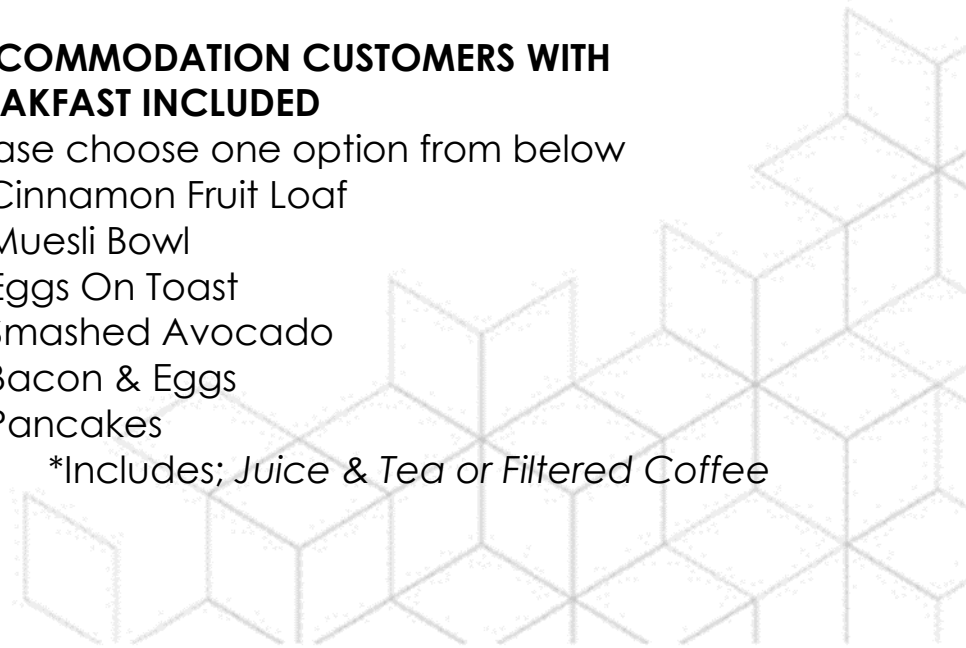 COMMODATION CUSTOMERS WITH
AKFAST INCLUDED
ase choose one option from below
Cinnamon Fruit Loaf
Muesli Bowl
Eggs On Toast
Smashed Avocado
Bacon & Eggs
Pancakes
*Includes; Juice & Tea or Filtered Coffee